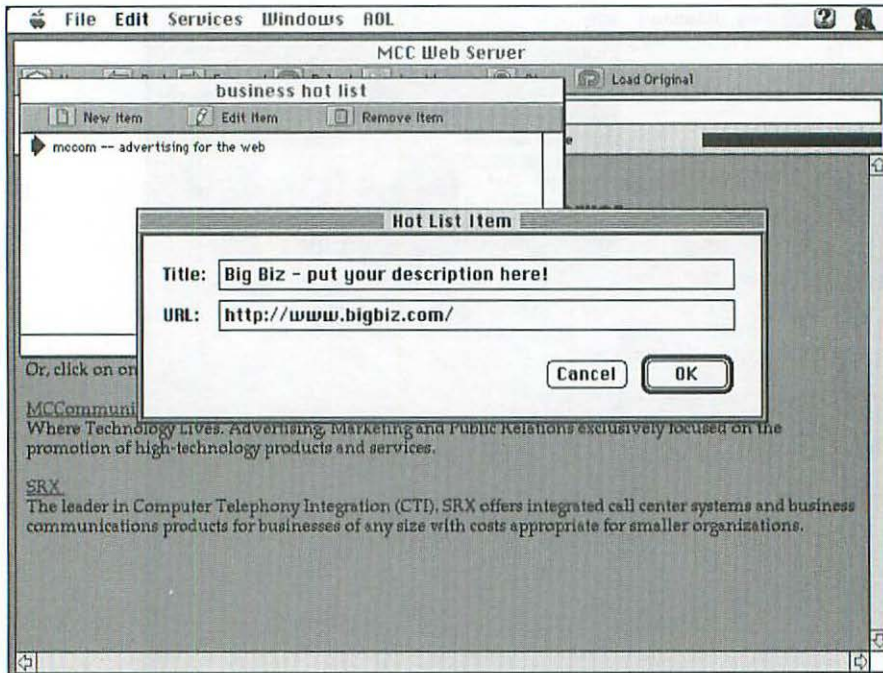 File Edit Services Windows AOL
MCC Web Server
Load Original
business hot list
New Item Edit Item Remove Item
mccom -- advertising for the web
Hot List Item
Title: Big Biz - put your description here!
URL: http://www.bigbiz.com/
Cancel OK
Or, click on on
MCCommuni
Where Technology Lives. Advertising, Marketing and Public Relations exclusively focused on the
promotion of high-technology products and services.
SRX
The leader in Computer Telephony Integration (CTI), SRX offers integrated call center systems and business
communications products for businesses of any size with costs appropriate for smaller organizations.